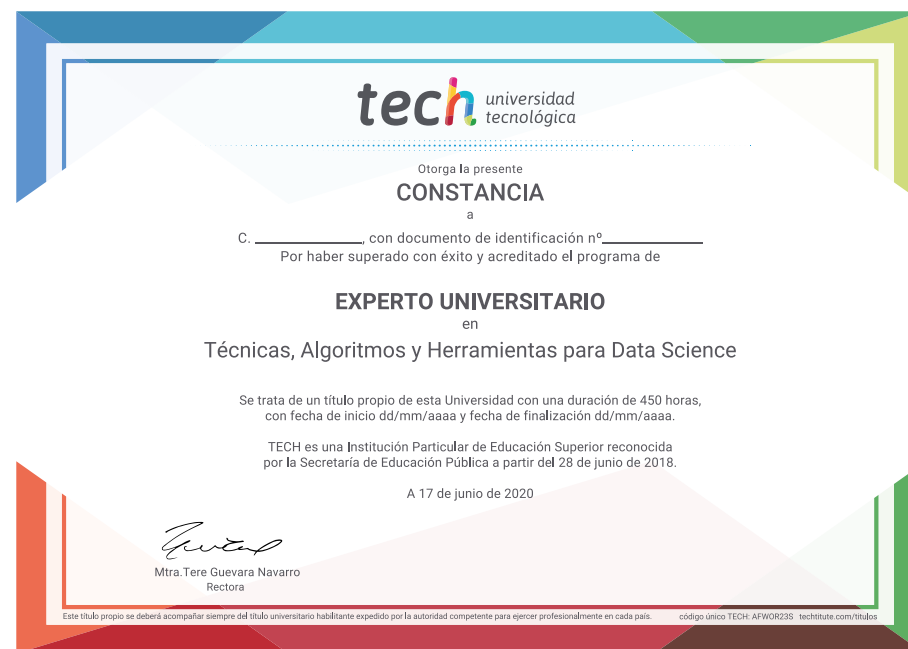 tech universidad
tecnológica
Otorga la presente
CONSTANCIA
a
C. ____________, con documento de identificación nº____________
Por haber superado con éxito y acreditado el programa de
EXPERTO UNIVERSITARIO
en
Técnicas, Algoritmos y Herramientas para Data Science
Se trata de un título propio de esta Universidad con una duración de 450 horas,
con fecha de inicio dd/mm/aaaa y fecha de finalización dd/mm/aaaa.
TECH es una Institución Particular de Educación Superior reconocida
por la Secretaría de Educación Pública a partir del 28 de junio de 2018.
A 17 de junio de 2020
Mtra.Tere Guevara Navarro
Rectora
Este título propio se deberá acompañar siempre del título universitario habilitante expedido por la autoridad competente para ejercer profesionalmente en cada país. código único TECH: AFWOR23S techtitute.com/titulos